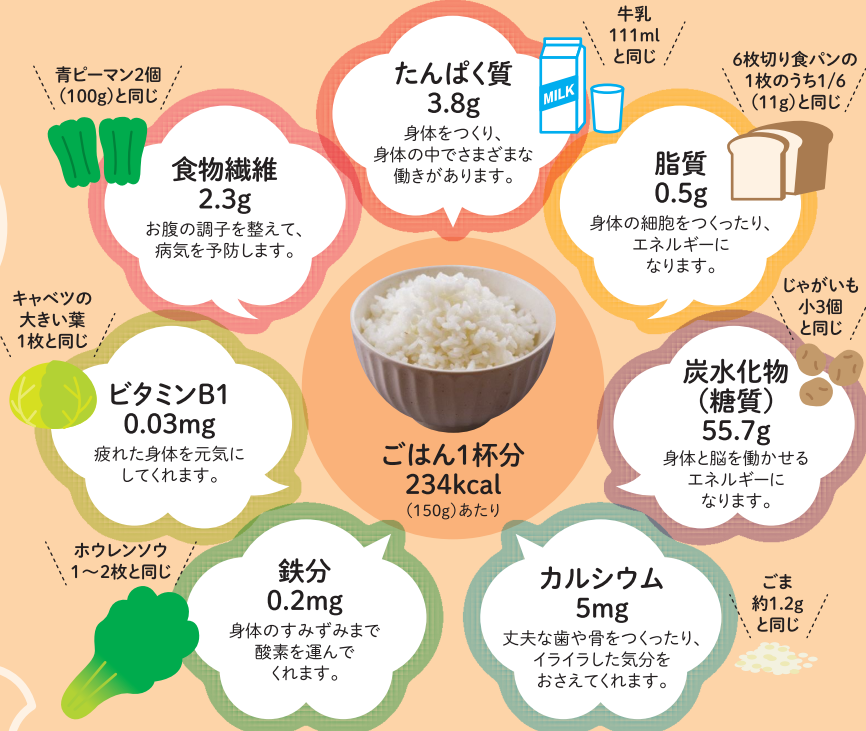 牛乳
111ml
と同じ
たんぱく質
3.8g
身体をつくり、
身体の中でさまざまな
働きがあります。
MILK
6枚切り食パンの
1枚のうち1/6
(11g)と同じ
脂質
0.5g
身体の細胞をつくったり、
エネルギーに
なります。
青ピーマン2個
(100g)と同じ
食物繊維
2.3g
お腹の調子を整えて、
病気を予防します。
じゃがいも
小3個
と同じ
炭水化物
(糖質)
55.7g
身体と脳を働かせる
エネルギーに
なります。
キャベツの
大きい葉
1枚と同じ
ビタミンB1
0.03mg
疲れた身体を元気に
してくれます。
ごはん1杯分
234kcal
(150g)あたり
ホウレンソウ
1〜2枚と同じ
鉄分
0.2mg
身体のすみずみまで
酸素を運んで
くれます。
カルシウム
5mg
丈夫な歯や骨をつくったり、
イライラした気分を
おさえてくれます。
ごま
約1.2g
と同じ